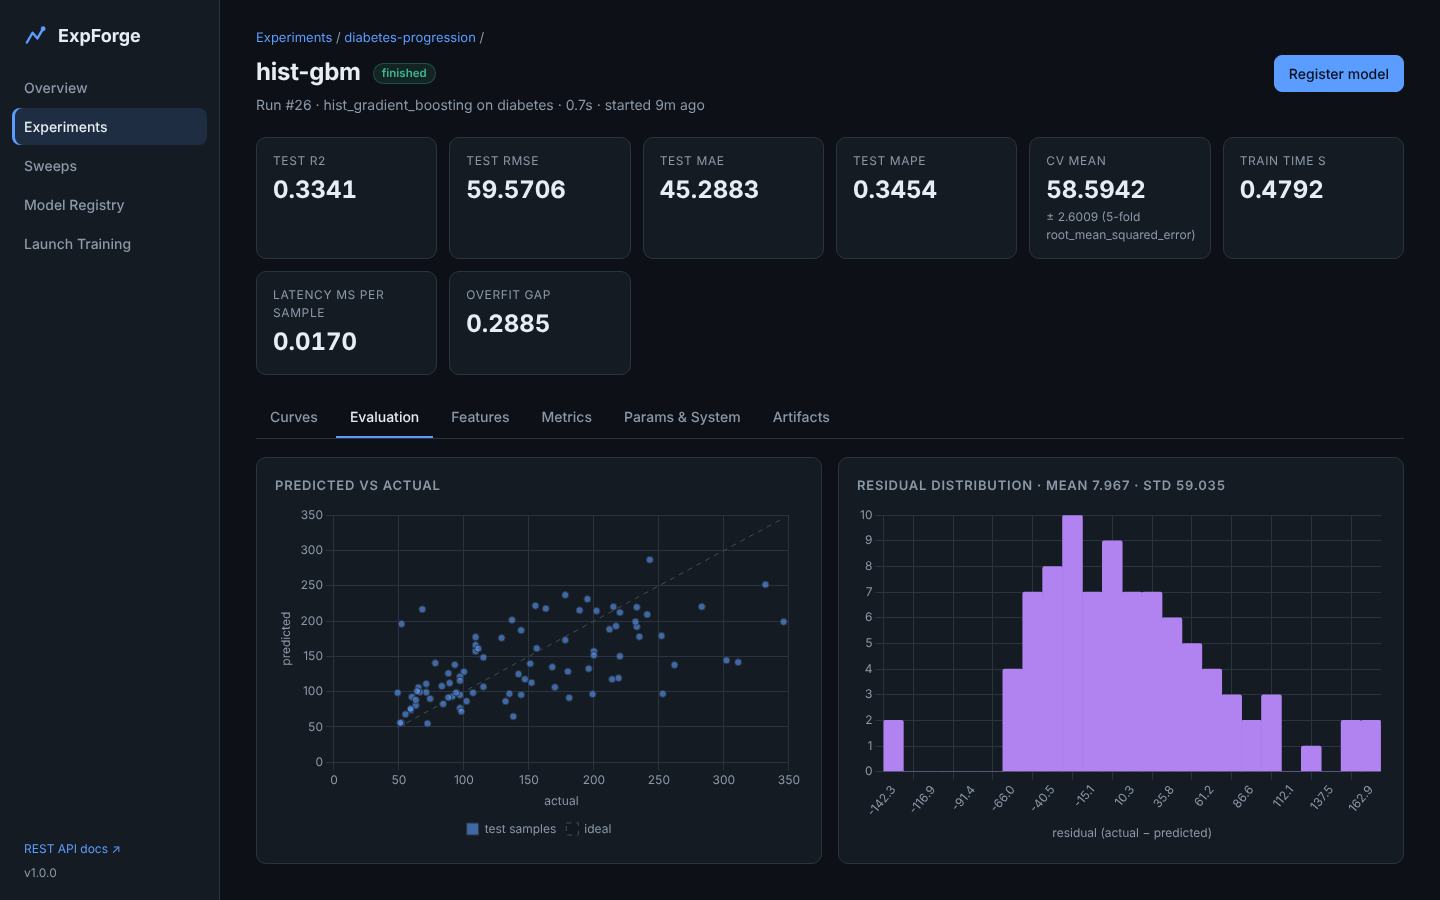 ExpForge
Overview
Experiments
Sweeps
Model Registry
Launch Training
REST API docs ↗
v1.0.0
Experiments / diabetes-progression /
hist-gbm
finished
Register model
Run #26 · hist_gradient_boosting on diabetes · 0.7s · started 9m ago
TEST R2
0.3341
TEST RMSE
59.5706
TEST MAE
45.2883
TEST MAPE
0.3454
CV MEAN
58.5942
± 2.6009 (5-fold
root_mean_squared_error)
TRAIN TIME S
0.4792
LATENCY MS PER
SAMPLE
0.0170
OVERFIT GAP
0.2885
Curves
Evaluation
Features
Metrics
Params & System
Artifacts
PREDICTED VS ACTUAL
350
300
250
200
150
100
50
0
predicted
0 50 100 150 200 250 300 350
actual
test samples
ideal
RESIDUAL DISTRIBUTION · MEAN 7.967 · STD 59.035
10
9
8
7
6
5
4
3
2
1
0
-142.3 -116.9 -91.4 -66.0 -40.5 -15.1 10.3 35.8 61.2 86.6 112.1 137.5 162.9
residual (actual − predicted)